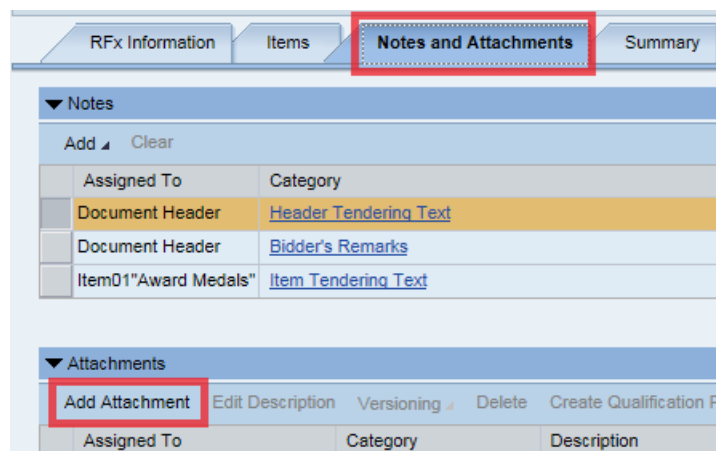 RFx Information Items Notes and Attachments Summary
Notes
Add Clear
Assigned To Category
Document Header Header Tendering Text
Document Header Bidder's Remarks
Item01"Award Medals" Item Tendering Text
Attachments
Add Attachment Edit Description Versioning Delete Create Qualification
Assigned To Category Description